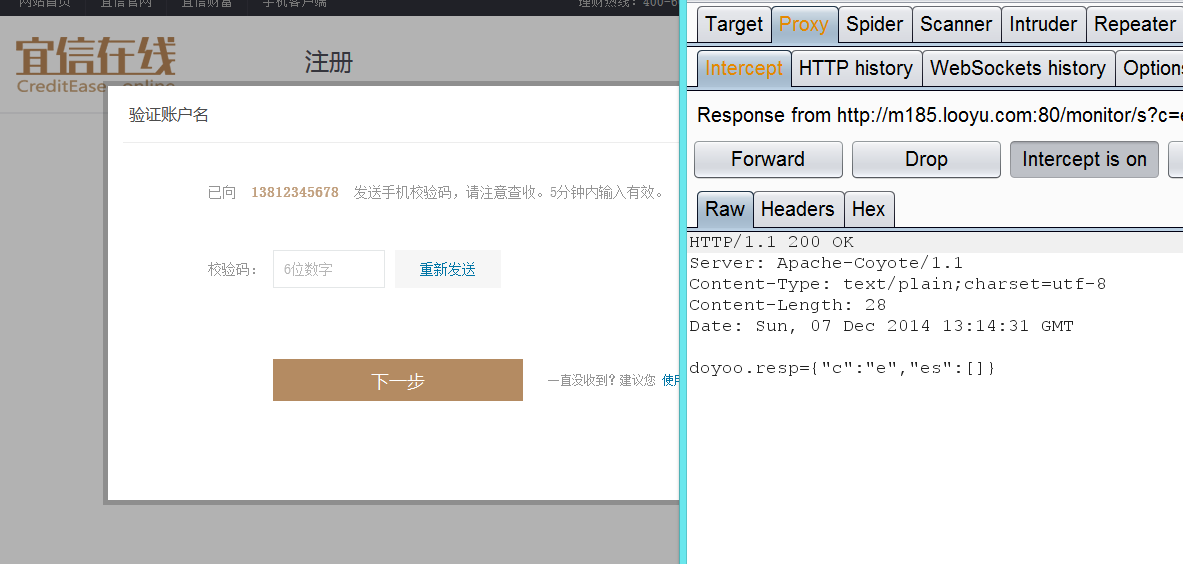 网站首页 宜信官网 宜信财富 手机客户端 理财热线：400-6
宜信在线
CreditEase online
注册
验证账户名
已向 13812345678 发送手机校验码，请注意查收。5分钟内输入有效。
校验码： 6位数字 重新发送
下一步 一直没收到？建议您 使用
Target Proxy Spider Scanner Intruder Repeater
Intercept HTTP history WebSockets history Options
Response from http://m185.looyu.com:80/monitor/s?c=e
Forward Drop Intercept is on
Raw Headers Hex
HTTP/1.1 200 OK
Server: Apache-Coyote/1.1
Content-Type: text/plain;charset=utf-8
Content-Length: 28
Date: Sun, 07 Dec 2014 13:14:31 GMT
doyoo.resp={"c":"e","es":[]}